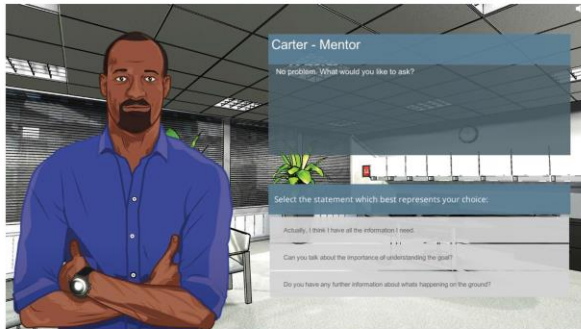 Carter - Mentor
No problem. What would you like to ask?
Select the statement which best represents your choice:
Actually, I think I have all the information I need.
Can you talk about the importance of understanding the goal?
Do you have any further information about whats happening on the ground?